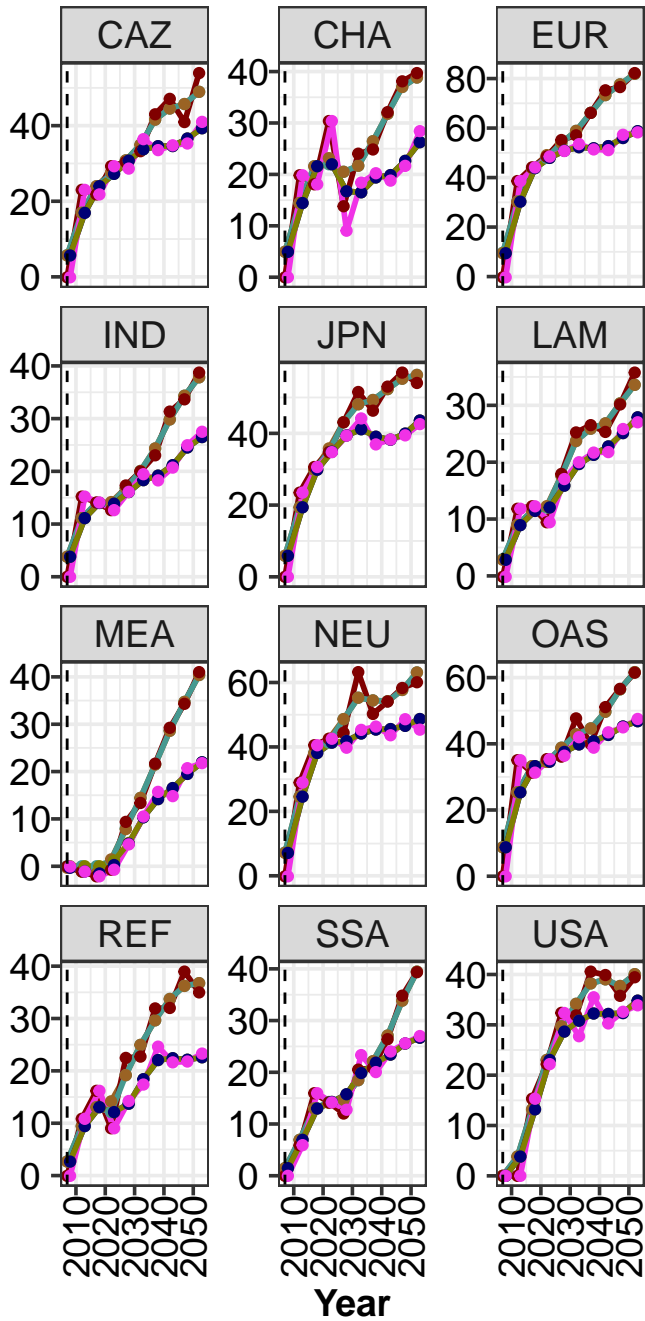 CAZ CHA EUR
40 40 80
30 60
20 20 40
10 20
0 0 0
IND JPN LAM
40 40 30
30 20
20 20
10 10
0 0 0
MEA NEU OAS
40 60 60
30 40 40
20
10 20 20
0 0 0
REF SSA USA
40 40 40
30 30 30
20 20 20
10 10 10
0 0 0
2010 2020 2030 2040 2050 2010 2020 2030 2040 2050 2010 2020 2030 2040 2050
Year